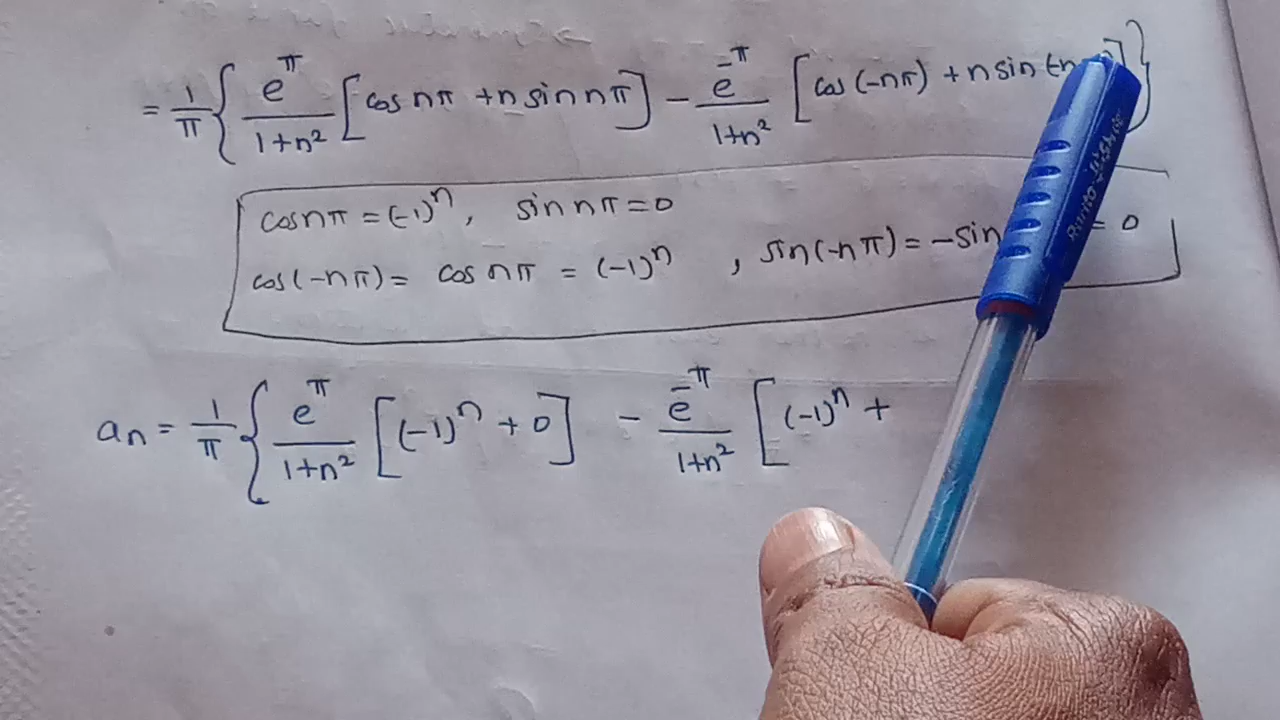 = 1/π { e^π/(1+n²) [cos nπ + n sin nπ] − e^−π/(1+n²) [cos(−nπ) + n sin(−n
cos nπ = (−1)^n, sin nπ = 0
cos(−nπ) = cos nπ = (−1)^n, sin(−nπ) = −sin = 0
a_n = 1/π { e^π/(1+n²) [(−1)^n + 0] − e^−π/(1+n²) [(−1)^n +